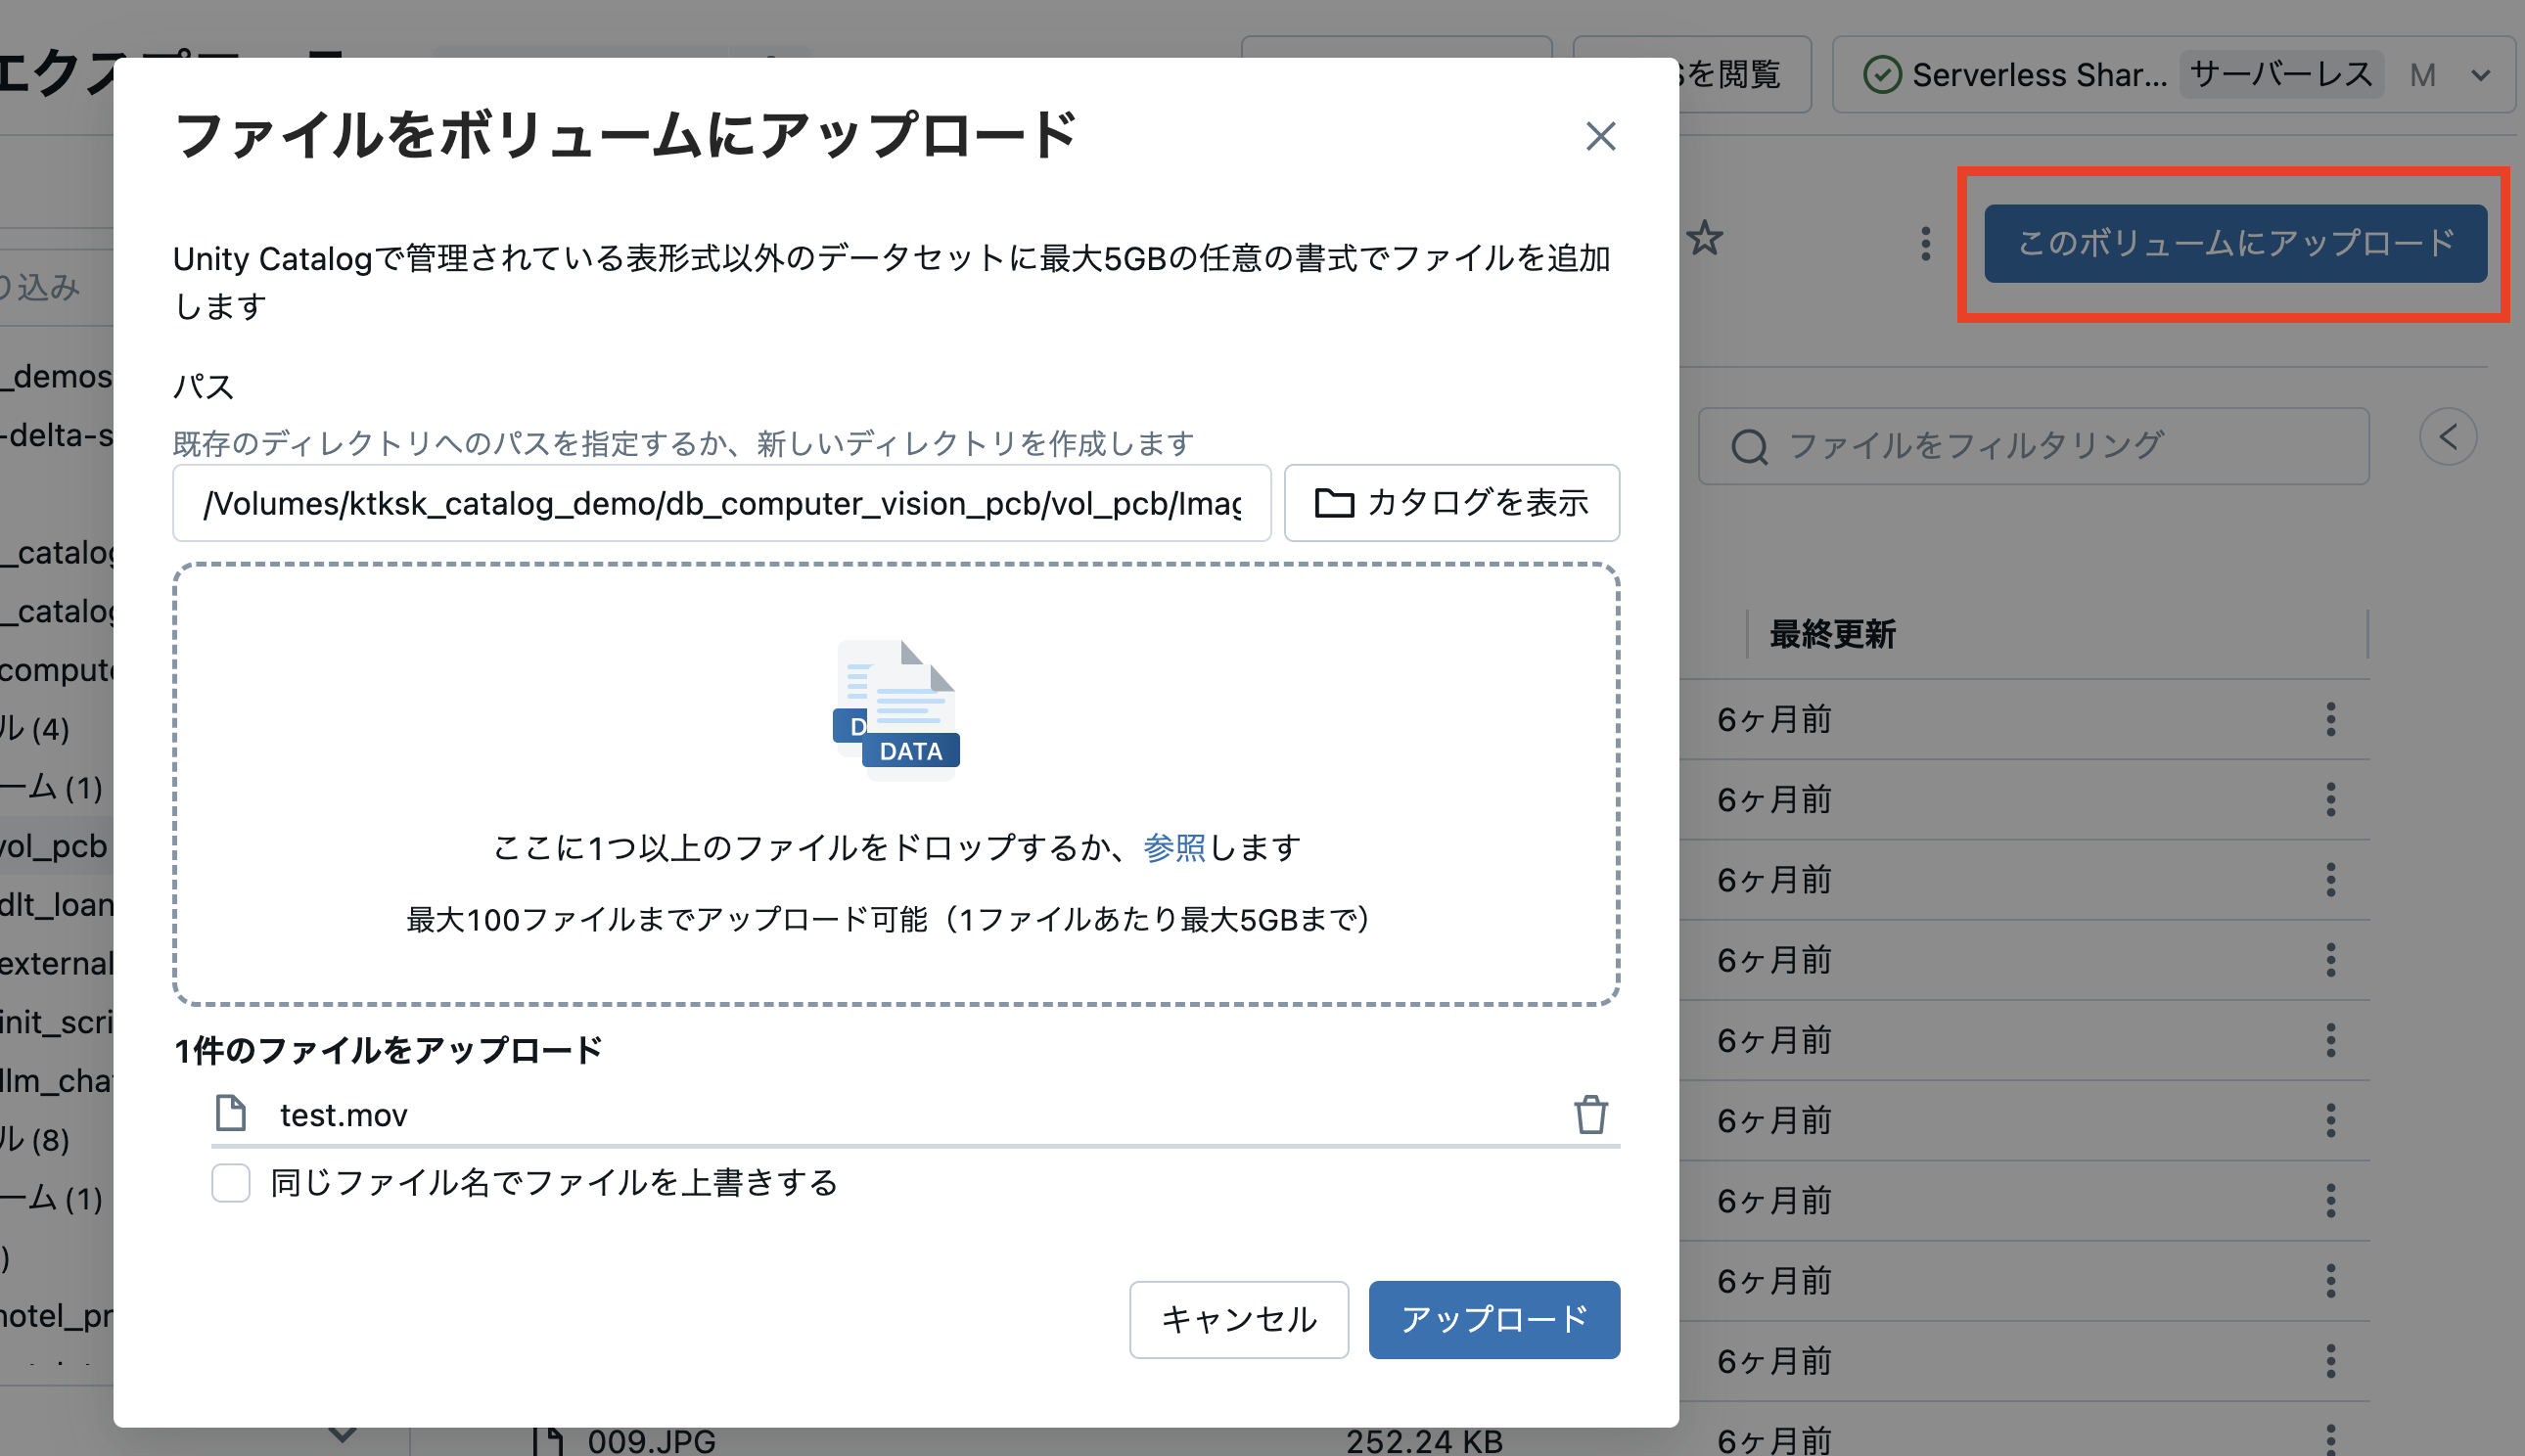 Sを閲覧
Serverless Shar...
サーバーレス
M
ファイルをボリュームにアップロード
このボリュームにアップロード
Unity Catalogで管理されている表形式以外のデータセットに最大5GBの任意の書式でファイルを追加
します
り込み
パス
_demos
既存のディレクトリへのパスを指定するか、新しいディレクトリを作成します
-delta-s
ファイルをフィルタリング
/Volumes/ktksk_catalog_demo/db_computer_vision_pcb/vol_pcb/Imag
カタログを表示
_catalog
_catalog
最終更新
compute
6ヶ月前
ル (4)
D
DATA
ーム (1)
6ヶ月前
vol_pcb
ここに1つ以上のファイルをドロップするか、参照します
6ヶ月前
dlt_loan
最大100ファイルまでアップロード可能（1ファイルあたり最大5GBまで）
external
6ヶ月前
init_scri
1件のファイルをアップロード
6ヶ月前
llm_chat
test.mov
6ヶ月前
ル (8)
同じファイル名でファイルを上書きする
ーム (1)
6ヶ月前
)
6ヶ月前
hotel_pr
キャンセル
アップロード
6ヶ月前
009.JPG
252.24 KB
6ヶ月前